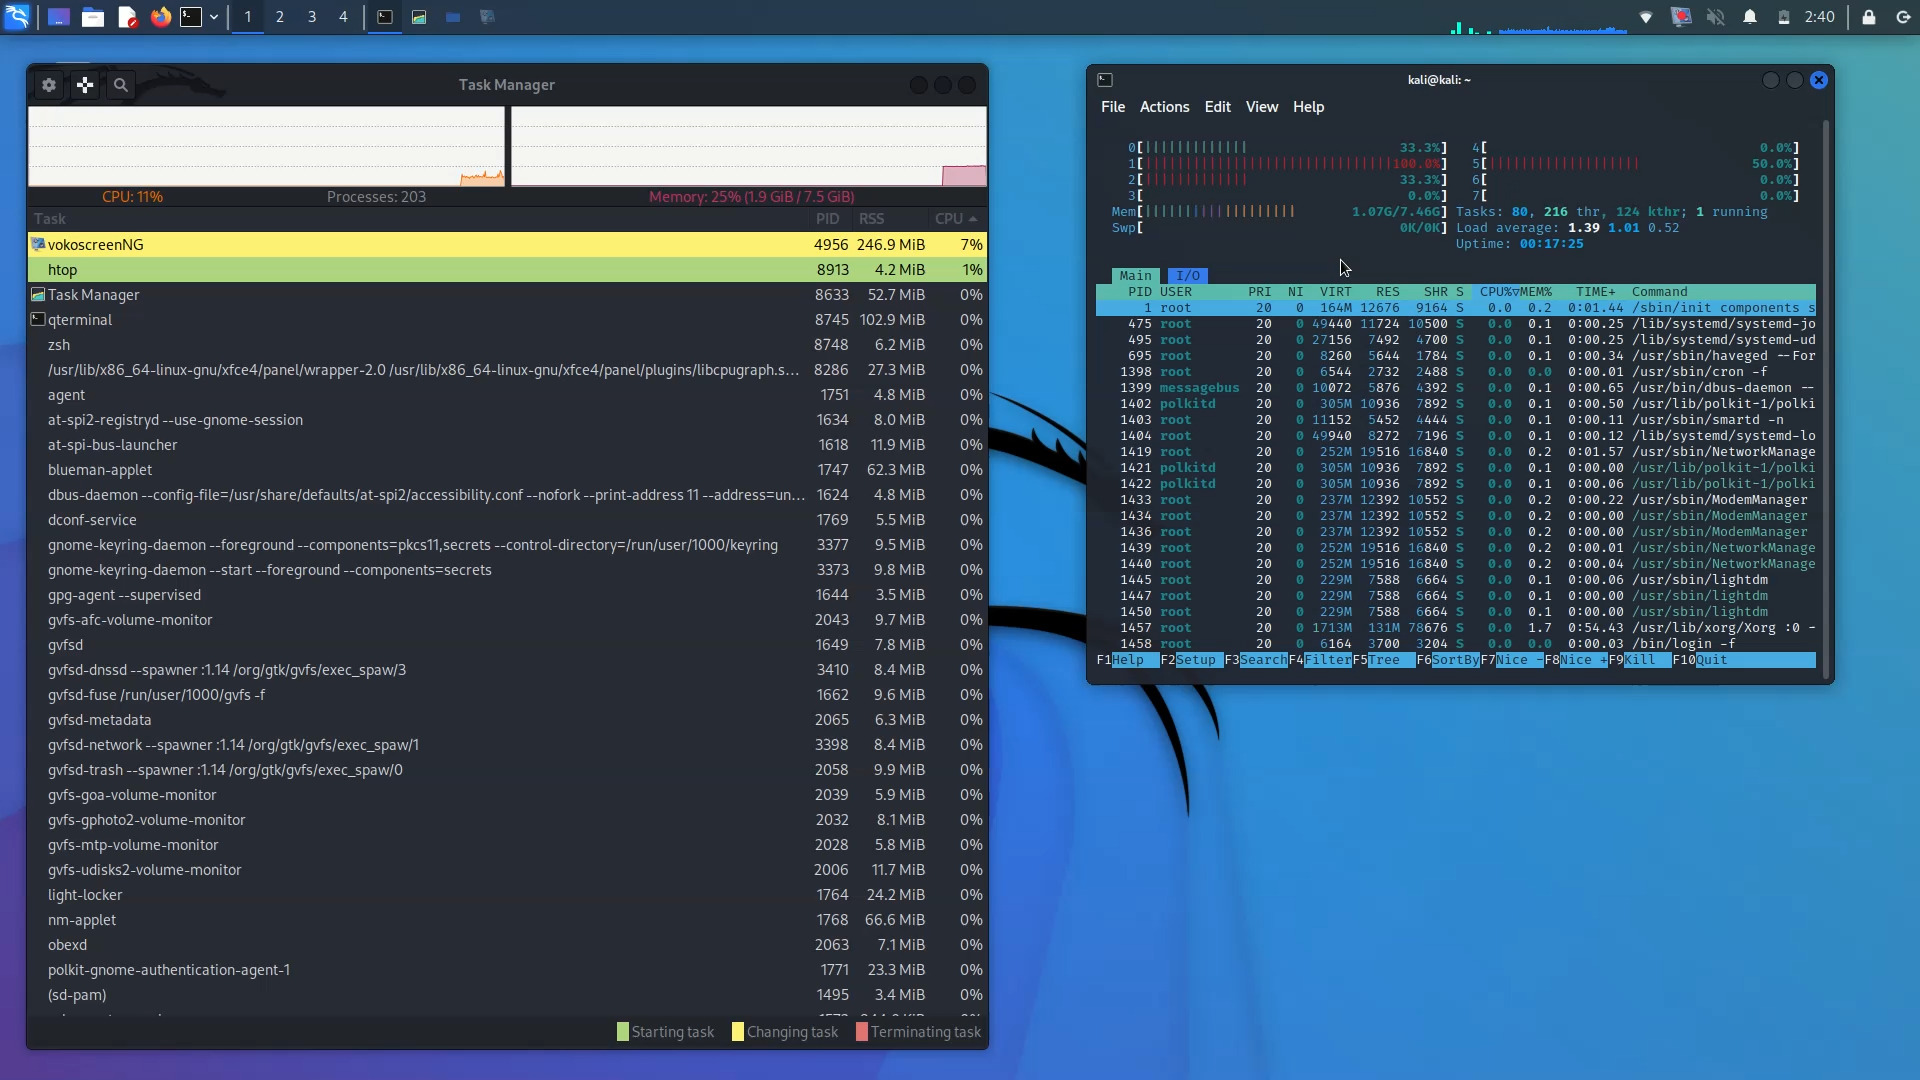 1 2 3 4
2:40
Task Manager
CPU: 11% Processes: 203 Memory: 25% (1.9 GiB / 7.5 GiB)
Task PID RSS CPU
vokoscreenNG 4956 246.9 MiB 7%
htop 8913 4.2 MiB 1%
Task Manager 8633 52.7 MiB 0%
qterminal 8745 102.9 MiB 0%
zsh 8748 6.2 MiB 0%
/usr/lib/x86_64-linux-gnu/xfce4/panel/wrapper-2.0 /usr/lib/x86_64-linux-gnu/xfce4/panel/plugins/libcpugraph.s... 8286 27.3 MiB 0%
agent 1751 4.8 MiB 0%
at-spi2-registryd --use-gnome-session 1634 8.0 MiB 0%
at-spi-bus-launcher 1618 11.9 MiB 0%
blueman-applet 1747 62.3 MiB 0%
dbus-daemon --config-file=/usr/share/defaults/at-spi2/accessibility.conf --nofork --print-address 11 --address=un... 1624 4.8 MiB 0%
dconf-service 1769 5.5 MiB 0%
gnome-keyring-daemon --foreground --components=pkcs11,secrets --control-directory=/run/user/1000/keyring 3377 9.5 MiB 0%
gnome-keyring-daemon --start --foreground --components=secrets 3373 9.8 MiB 0%
gpg-agent --supervised 1644 3.5 MiB 0%
gvfs-afc-volume-monitor 2043 9.7 MiB 0%
gvfsd 1649 7.8 MiB 0%
gvfsd-dnssd --spawner :1.14 /org/gtk/gvfs/exec_spaw/3 3410 8.4 MiB 0%
gvfsd-fuse /run/user/1000/gvfs -f 1662 9.6 MiB 0%
gvfsd-metadata 2065 6.3 MiB 0%
gvfsd-network --spawner :1.14 /org/gtk/gvfs/exec_spaw/1 3398 8.4 MiB 0%
gvfsd-trash --spawner :1.14 /org/gtk/gvfs/exec_spaw/0 2058 9.9 MiB 0%
gvfs-goa-volume-monitor 2039 5.9 MiB 0%
gvfs-gphoto2-volume-monitor 2032 8.1 MiB 0%
gvfs-mtp-volume-monitor 2028 5.8 MiB 0%
gvfs-udisks2-volume-monitor 2006 11.7 MiB 0%
light-locker 1764 24.2 MiB 0%
nm-applet 1768 66.6 MiB 0%
obexd 2063 7.1 MiB 0%
polkit-gnome-authentication-agent-1 1771 23.3 MiB 0%
(sd-pam) 1495 3.4 MiB 0%
Starting task Changing task Terminating task
kali@kali: ~
File Actions Edit View Help
0[ 33.3%] 4[ 0.0%]
1[ 100.0%] 5[ 50.0%]
2[ 33.3%] 6[ 0.0%]
3[ 0.0%] 7[ 0.0%]
Mem[ 1.07G/7.46G] Tasks: 80, 216 thr, 124 kthr; 1 running
Swp[ 0K/0K] Load average: 1.39 1.01 0.52
Uptime: 00:17:25
Main I/O
PID USER PRI NI VIRT RES SHR S CPU%▽MEM% TIME+ Command
1 root 20 0 164M 12676 9164 S 0.0 0.2 0:01.44 /sbin/init components s
475 root 20 0 49440 11724 10500 S 0.0 0.1 0:00.25 /lib/systemd/systemd-jo
495 root 20 0 27156 7492 4700 S 0.0 0.1 0:00.25 /lib/systemd/systemd-ud
695 root 20 0 8260 5644 1784 S 0.0 0.1 0:00.34 /usr/sbin/haveged --For
1398 root 20 0 6544 2732 2488 S 0.0 0.0 0:00.01 /usr/sbin/cron -f
1399 messagebus 20 0 10072 5876 4392 S 0.0 0.1 0:00.65 /usr/bin/dbus-daemon --
1402 polkitd 20 0 305M 10936 7892 S 0.0 0.1 0:00.50 /usr/lib/polkit-1/polki
1403 root 20 0 11152 5452 4444 S 0.0 0.1 0:00.11 /usr/sbin/smartd -n
1404 root 20 0 49940 8272 7196 S 0.0 0.1 0:00.12 /lib/systemd/systemd-lo
1419 root 20 0 252M 19516 16840 S 0.0 0.2 0:01.57 /usr/sbin/NetworkManage
1421 polkitd 20 0 305M 10936 7892 S 0.0 0.1 0:00.00 /usr/lib/polkit-1/polki
1422 polkitd 20 0 305M 10936 7892 S 0.0 0.1 0:00.06 /usr/lib/polkit-1/polki
1433 root 20 0 237M 12392 10552 S 0.0 0.2 0:00.22 /usr/sbin/ModemManager
1434 root 20 0 237M 12392 10552 S 0.0 0.2 0:00.00 /usr/sbin/ModemManager
1436 root 20 0 237M 12392 10552 S 0.0 0.2 0:00.00 /usr/sbin/ModemManager
1439 root 20 0 252M 19516 16840 S 0.0 0.2 0:00.01 /usr/sbin/NetworkManage
1440 root 20 0 252M 19516 16840 S 0.0 0.2 0:00.04 /usr/sbin/NetworkManage
1445 root 20 0 229M 7588 6664 S 0.0 0.1 0:00.06 /usr/sbin/lightdm
1447 root 20 0 229M 7588 6664 S 0.0 0.1 0:00.00 /usr/sbin/lightdm
1450 root 20 0 229M 7588 6664 S 0.0 0.1 0:00.00 /usr/sbin/lightdm
1457 root 20 0 1713M 131M 78676 S 0.0 1.7 0:54.43 /usr/lib/xorg/Xorg :0 -
1458 root 20 0 6164 3700 3204 S 0.0 0.0 0:00.03 /bin/login -f
F1Help F2Setup F3SearchF4FilterF5Tree F6SortByF7Nice -F8Nice +F9Kill F10Quit